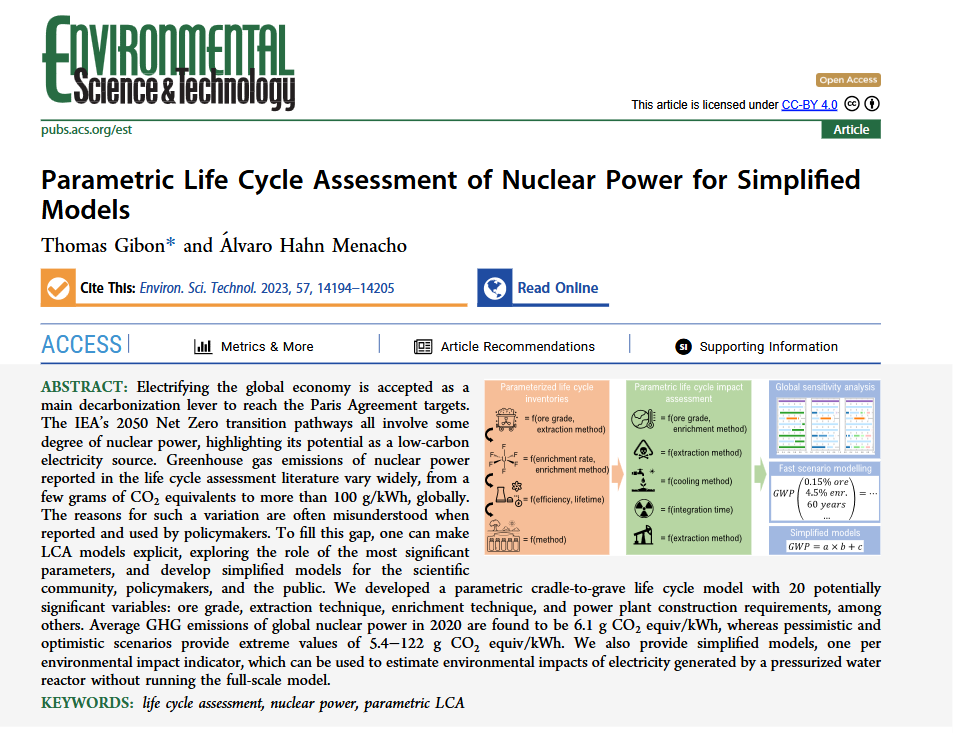 ENVIRONMENTAL
Science & Technology
Open Access
This article is licensed under CC-BY 4.0
pubs.acs.org/est
Article
Parametric Life Cycle Assessment of Nuclear Power for Simplified
Models
Thomas Gibon* and Álvaro Hahn Menacho
Cite This: Environ. Sci. Technol. 2023, 57, 14194−14205
Read Online
ACCESS
Metrics & More
Article Recommendations
SI
Supporting Information
ABSTRACT: Electrifying the global economy is accepted as a
main decarbonization lever to reach the Paris Agreement targets.
The IEA's 2050 Net Zero transition pathways all involve some
degree of nuclear power, highlighting its potential as a low-carbon
electricity source. Greenhouse gas emissions of nuclear power
reported in the life cycle assessment literature vary widely, from a
few grams of CO2 equivalents to more than 100 g/kWh, globally.
The reasons for such a variation are often misunderstood when
reported and used by policymakers. To fill this gap, one can make
LCA models explicit, exploring the role of the most significant
parameters, and develop simplified models for the scientific
community, policymakers, and the public. We developed a parametric cradle-to-grave life cycle model with 20 potentially
significant variables: ore grade, extraction technique, enrichment technique, and power plant construction requirements, among
others. Average GHG emissions of global nuclear power in 2020 are found to be 6.1 g CO2 equiv/kWh, whereas pessimistic and
optimistic scenarios provide extreme values of 5.4−122 g CO2 equiv/kWh. We also provide simplified models, one per
environmental impact indicator, which can be used to estimate environmental impacts of electricity generated by a pressurized water
reactor without running the full-scale model.
Parameterized life cycle
inventories
= f(ore grade,
extraction method)
F
F F
F F
F
= f(enrichment rate,
enrichment method)
= f(efficiency, lifetime)
= f(method)
Parametric life cycle impact
assessment
= f(ore grade,
enrichment method)
= f(extraction method)
= f(cooling method)
= f(integration time)
= f(extraction method)
Global sensitivity analysis
Fast scenario modelling
GWP ( 0.15% ore
4.5% enr.
60 years
... ) = ⋯
Simplified models
GWP = a × b + c
KEYWORDS: life cycle assessment, nuclear power, parametric LCA